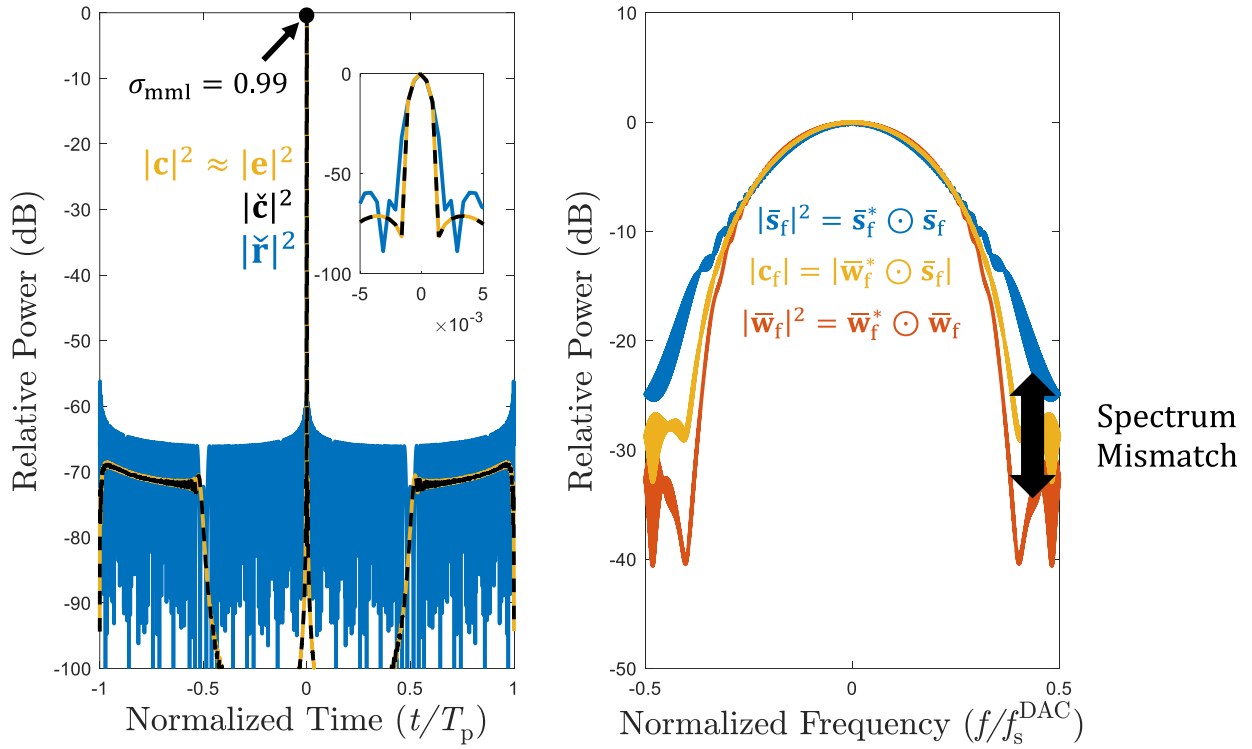 0
-10
-20
-30
-40
-50
-60
-70
-80
-90
-100
-1
-0.5
0
0.5
1
Relative Power (dB)
Normalized Time (t/Tₚ)
σ_mml = 0.99
|𝐜|² ≈ |𝐞|²
|𝐜̌|²
|𝐫̌|²
0
-50
-100
-5
0
5
×10⁻³
10
0
-10
-20
-30
-40
-50
-0.5
0
0.5
Relative Power (dB)
Normalized Frequency (f/f_s^DAC)
|s̄_f|² = s̄_f^* ⊙ s̄_f
|c_f| = |w̄_f^* ⊙ s̄_f|
|w̄_f|² = w̄_f^* ⊙ w̄_f
Spectrum
Mismatch